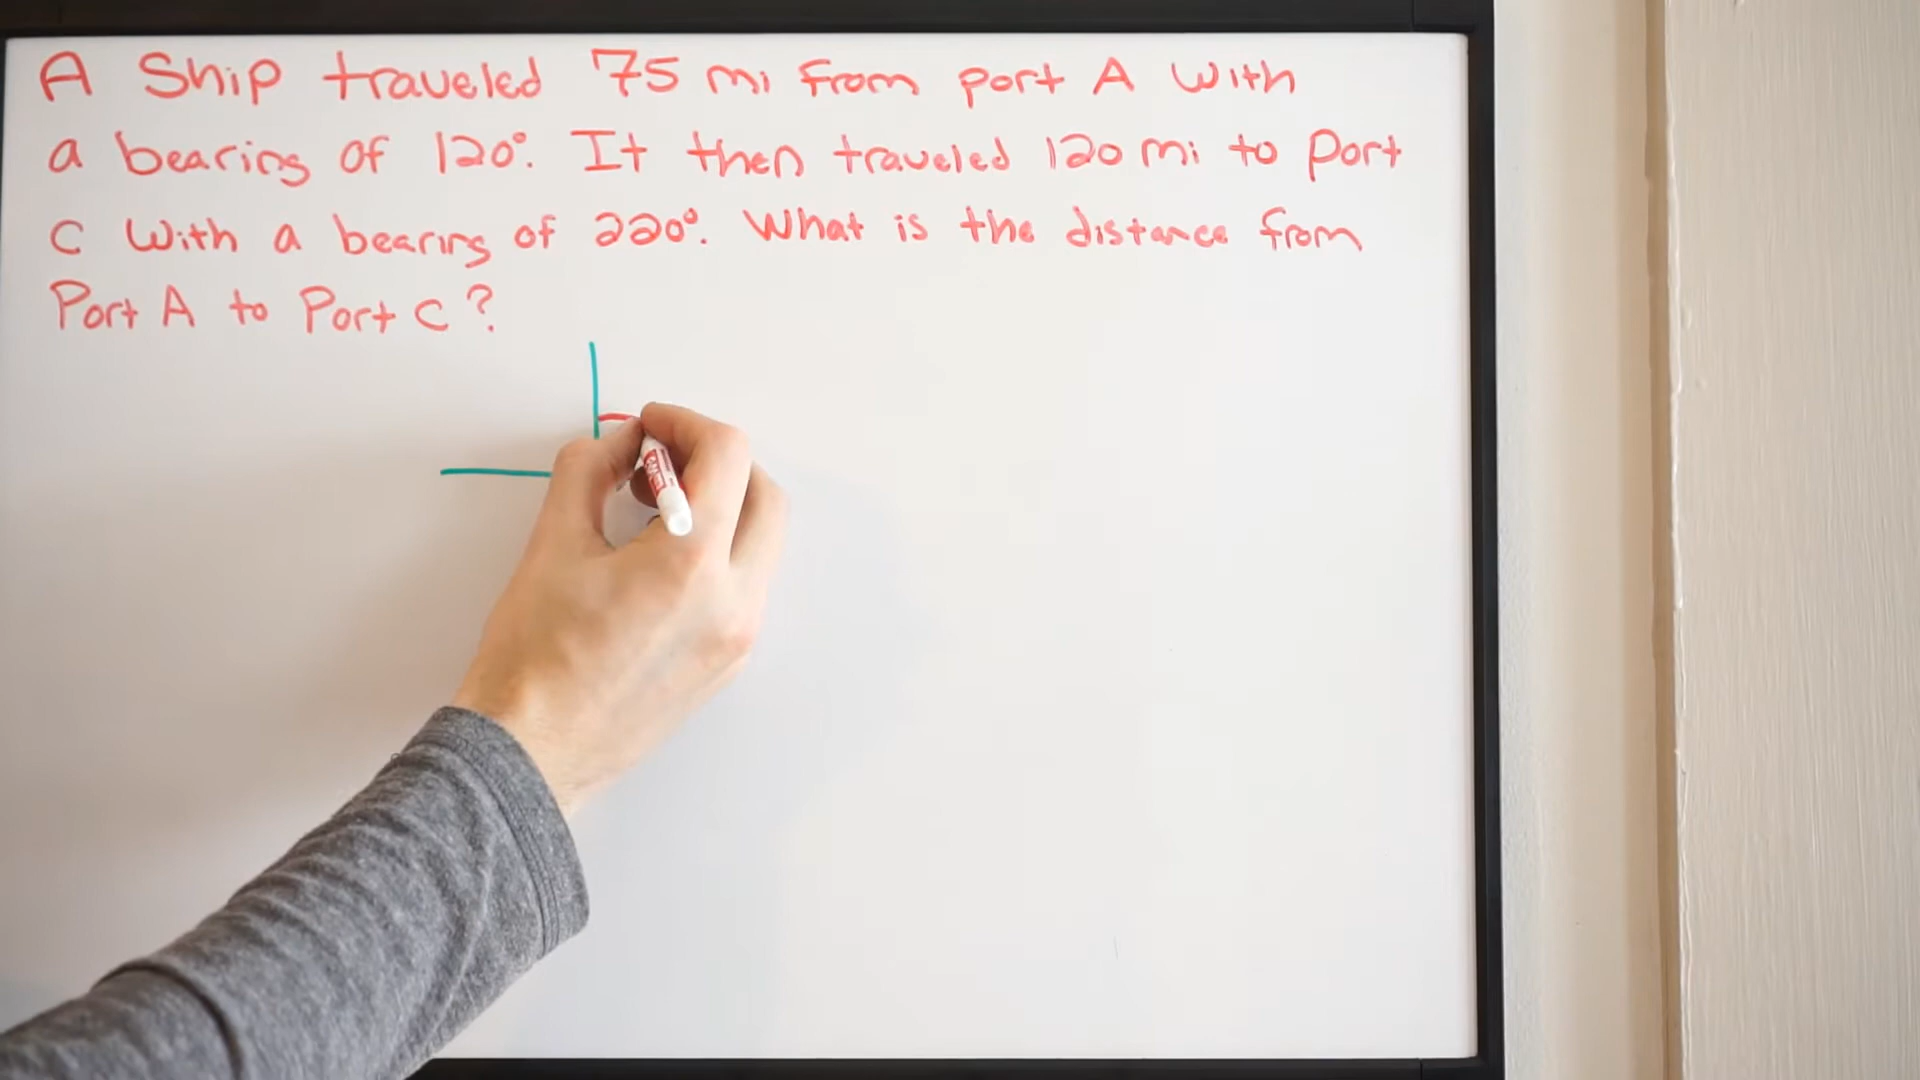 A Ship traveled 75 mi from port A with
a bearing of 120°. It then traveled 120 mi to Port
C with a bearing of 220°. What is the distance from
Port A to Port C?